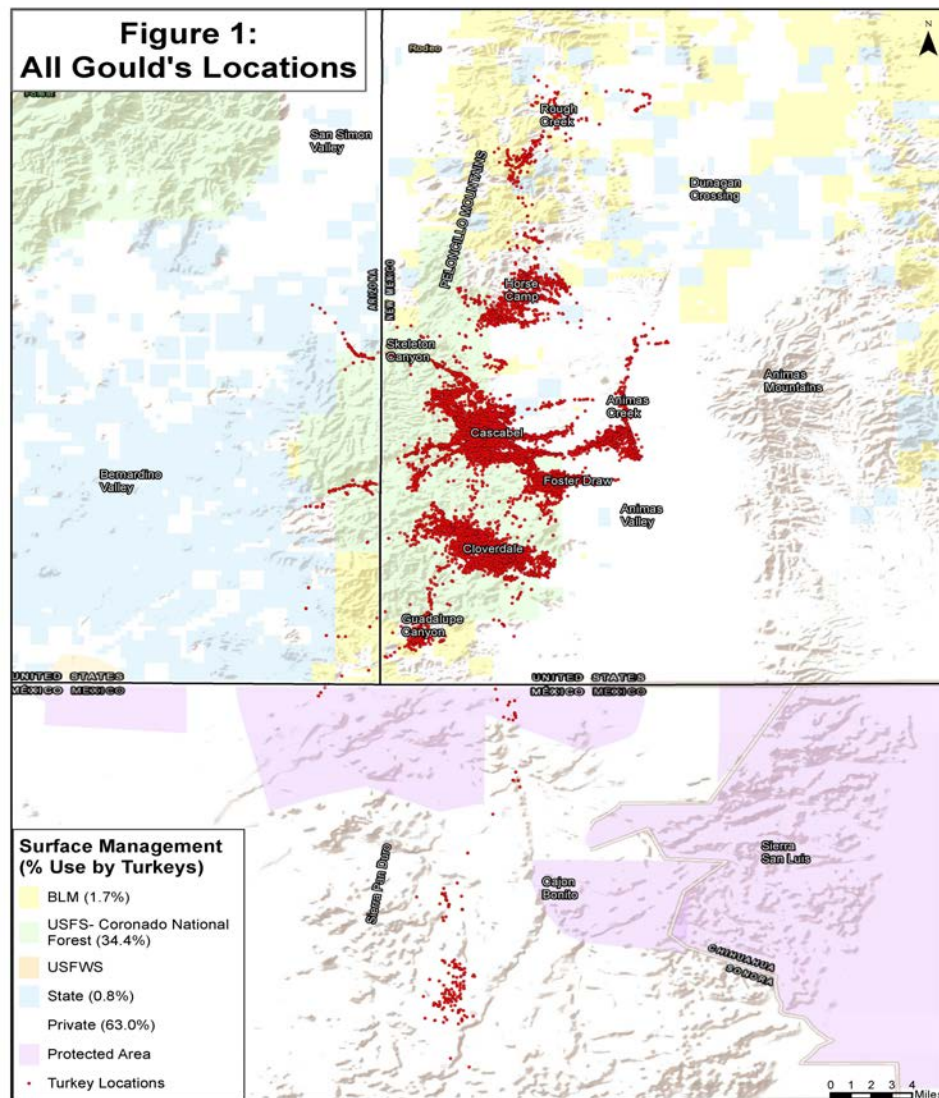 Figure 1:
All Gould's Locations
N
Rodeo
Rough
Creek
San Simon
Valley
PELONCILLO MOUNTAINS
Dunagan
Crossing
ARIZONA
NEW MEXICO
Horse
Camp
Skeleton
Canyon
Animas
Mountains
Animas
Creek
Cascabel
Bernardino
Valley
Foster Draw
Animas
Valley
Cloverdale
Guadalupe
Canyon
UNITED STATES
MÉXICO MEXICO
UNITED STATES
MÉXICO MEXICO
Sierra Pan Duro
Cajon
Bonito
Sierra
San Luis
CHIHUAHUA
SONORA
Surface Management
(% Use by Turkeys)
BLM (1.7%)
USFS- Coronado National
Forest (34.4%)
USFWS
State (0.8%)
Private (63.0%)
Protected Area
Turkey Locations
0 1 2 3 4
Miles